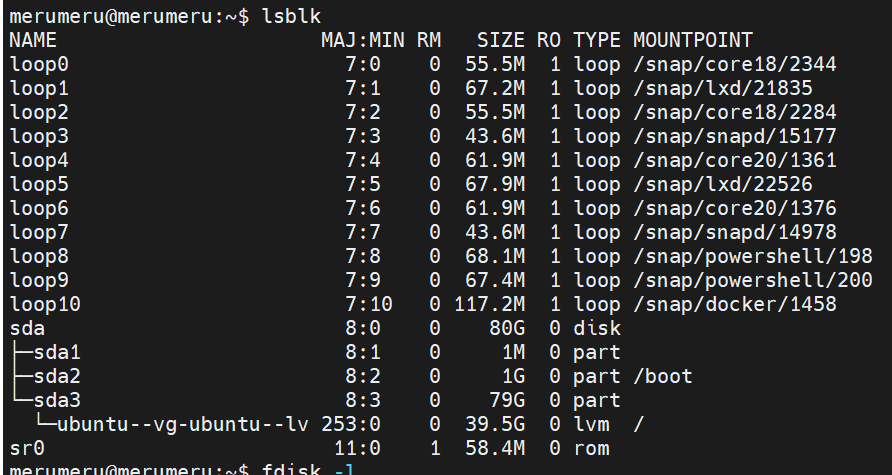 merumeru@merumeru:~$ lsblk
NAME                      MAJ:MIN RM   SIZE RO TYPE MOUNTPOINT
loop0                       7:0    0  55.5M  1 loop /snap/core18/2344
loop1                       7:1    0  67.2M  1 loop /snap/lxd/21835
loop2                       7:2    0  55.5M  1 loop /snap/core18/2284
loop3                       7:3    0  43.6M  1 loop /snap/snapd/15177
loop4                       7:4    0  61.9M  1 loop /snap/core20/1361
loop5                       7:5    0  67.9M  1 loop /snap/lxd/22526
loop6                       7:6    0  61.9M  1 loop /snap/core20/1376
loop7                       7:7    0  43.6M  1 loop /snap/snapd/14978
loop8                       7:8    0  68.1M  1 loop /snap/powershell/198
loop9                       7:9    0  67.4M  1 loop /snap/powershell/200
loop10                      7:10   0 117.2M  1 loop /snap/docker/1458
sda                         8:0    0    80G  0 disk
├─sda1                      8:1    0     1M  0 part
├─sda2                      8:2    0     1G  0 part /boot
└─sda3                      8:3    0    79G  0 part
  └─ubuntu--vg-ubuntu--lv 253:0    0  39.5G  0 lvm  /
sr0                        11:0    1  58.4M  0 rom
merumeru@merumeru:~$ fdisk -l